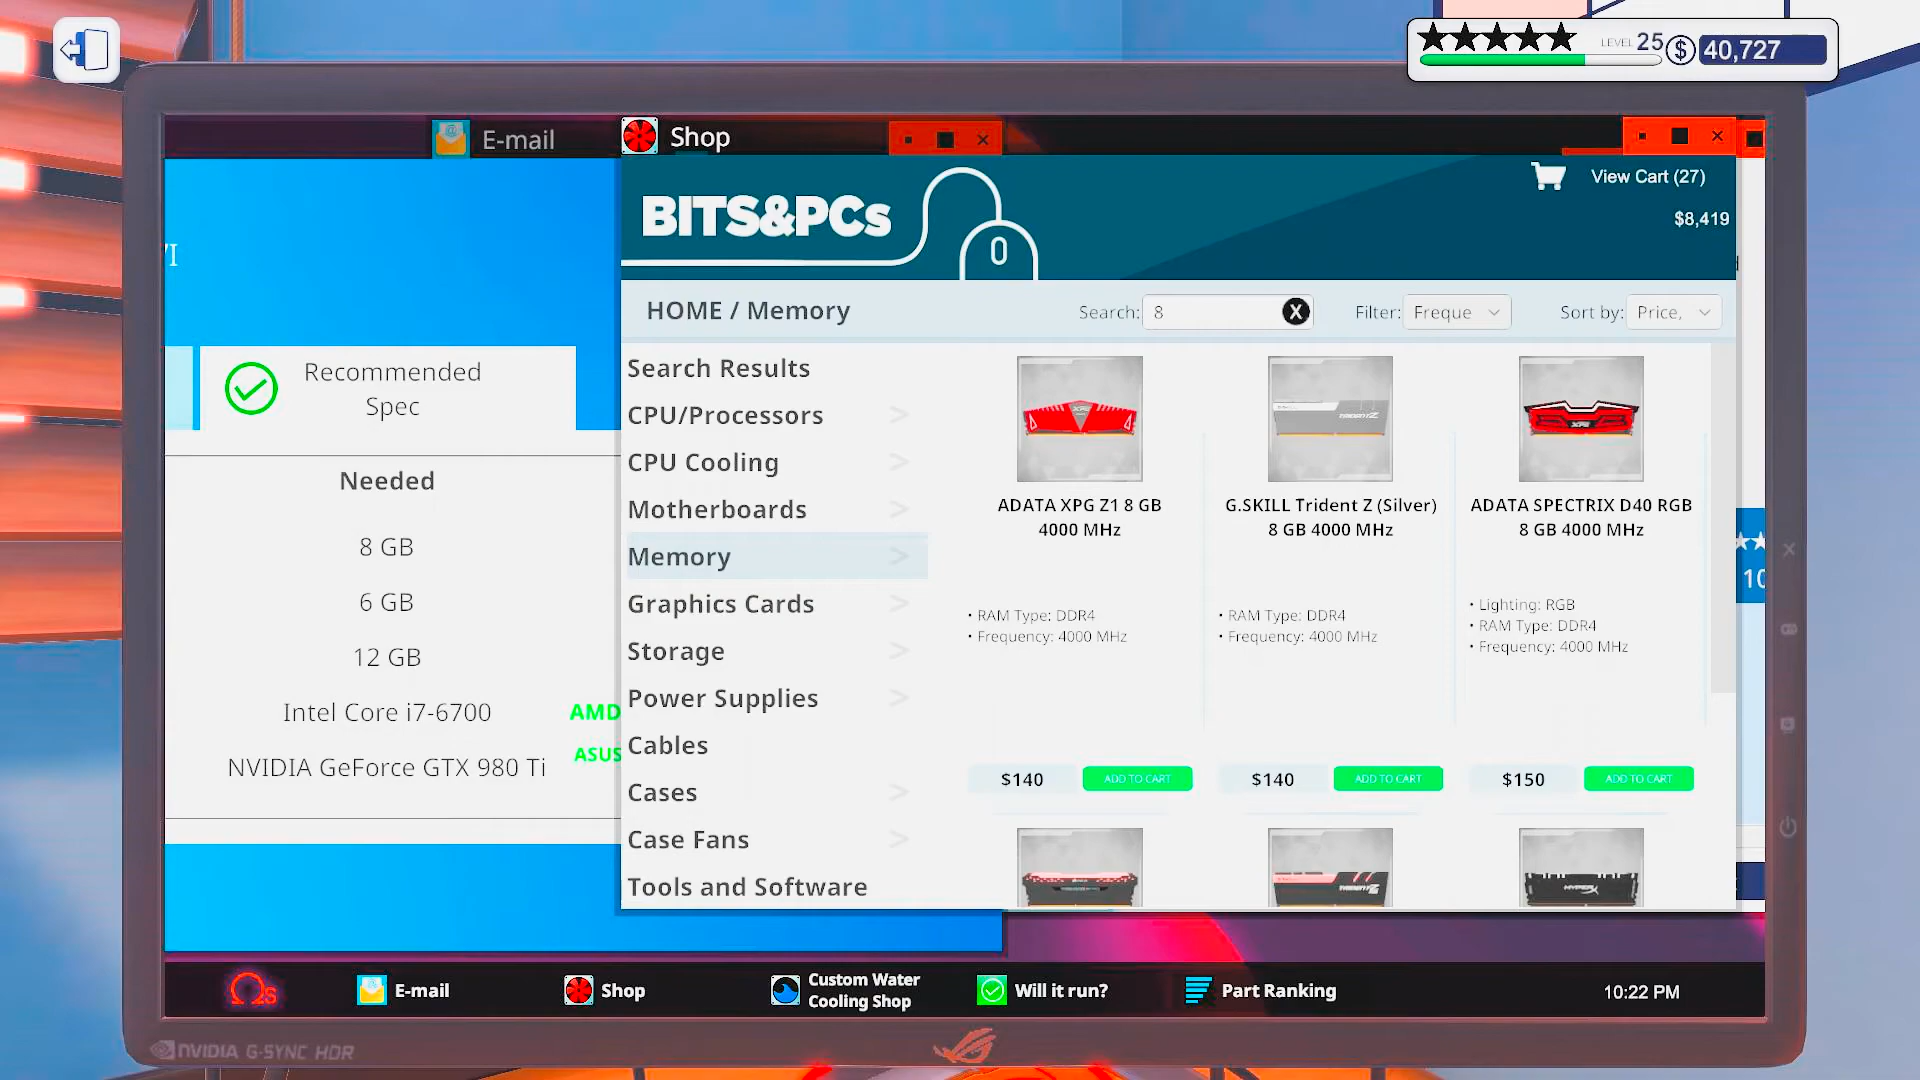 LEVEL 25
$ 40,727
E-mail
Shop
BITS&PCs
View Cart (27)
$8,419
HOME / Memory
Search: 8
X
Filter: Freque
Sort by: Price,
Recommended
Spec
Needed
8 GB
6 GB
12 GB
Intel Core i7-6700
AMD
NVIDIA GeForce GTX 980 Ti
ASUS
Search Results
CPU/Processors
CPU Cooling
Motherboards
Memory
Graphics Cards
Storage
Power Supplies
Cables
Cases
Case Fans
Tools and Software
ADATA XPG Z1 8 GB
4000 MHz
• RAM Type: DDR4
• Frequency: 4000 MHz
$140
ADD TO CART
G.SKILL Trident Z (Silver)
8 GB 4000 MHz
• RAM Type: DDR4
• Frequency: 4000 MHz
$140
ADD TO CART
ADATA SPECTRIX D40 RGB
8 GB 4000 MHz
• Lighting: RGB
• RAM Type: DDR4
• Frequency: 4000 MHz
$150
ADD TO CART
10
Ωs
E-mail
Shop
Custom Water
Cooling Shop
Will it run?
Part Ranking
10:22 PM
NVIDIA G-SYNC HDR